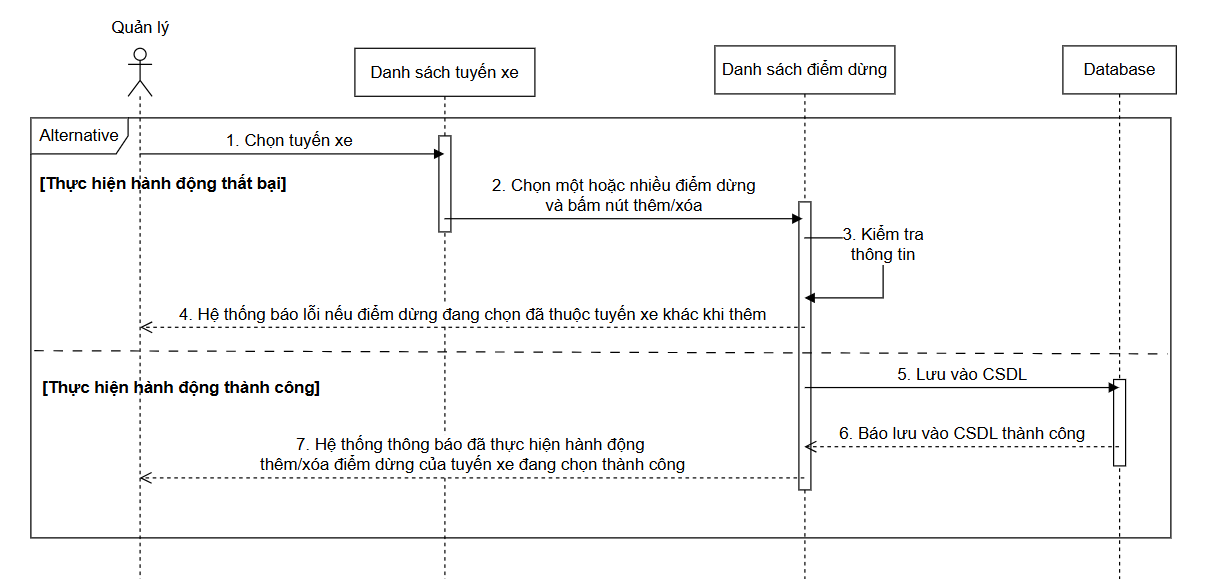 Quản lý
Danh sách tuyến xe
Danh sách điểm dừng
Database
Alternative
1. Chọn tuyến xe
[Thực hiện hành động thất bại]
2. Chọn một hoặc nhiều điểm dừng
và bấm nút thêm/xóa
3. Kiểm tra
thông tin
4. Hệ thống báo lỗi nếu điểm dừng đang chọn đã thuộc tuyến xe khác khi thêm
[Thực hiện hành động thành công]
5. Lưu vào CSDL
6. Báo lưu vào CSDL thành công
7. Hệ thống thông báo đã thực hiện hành động
thêm/xóa điểm dừng của tuyến xe đang chọn thành công